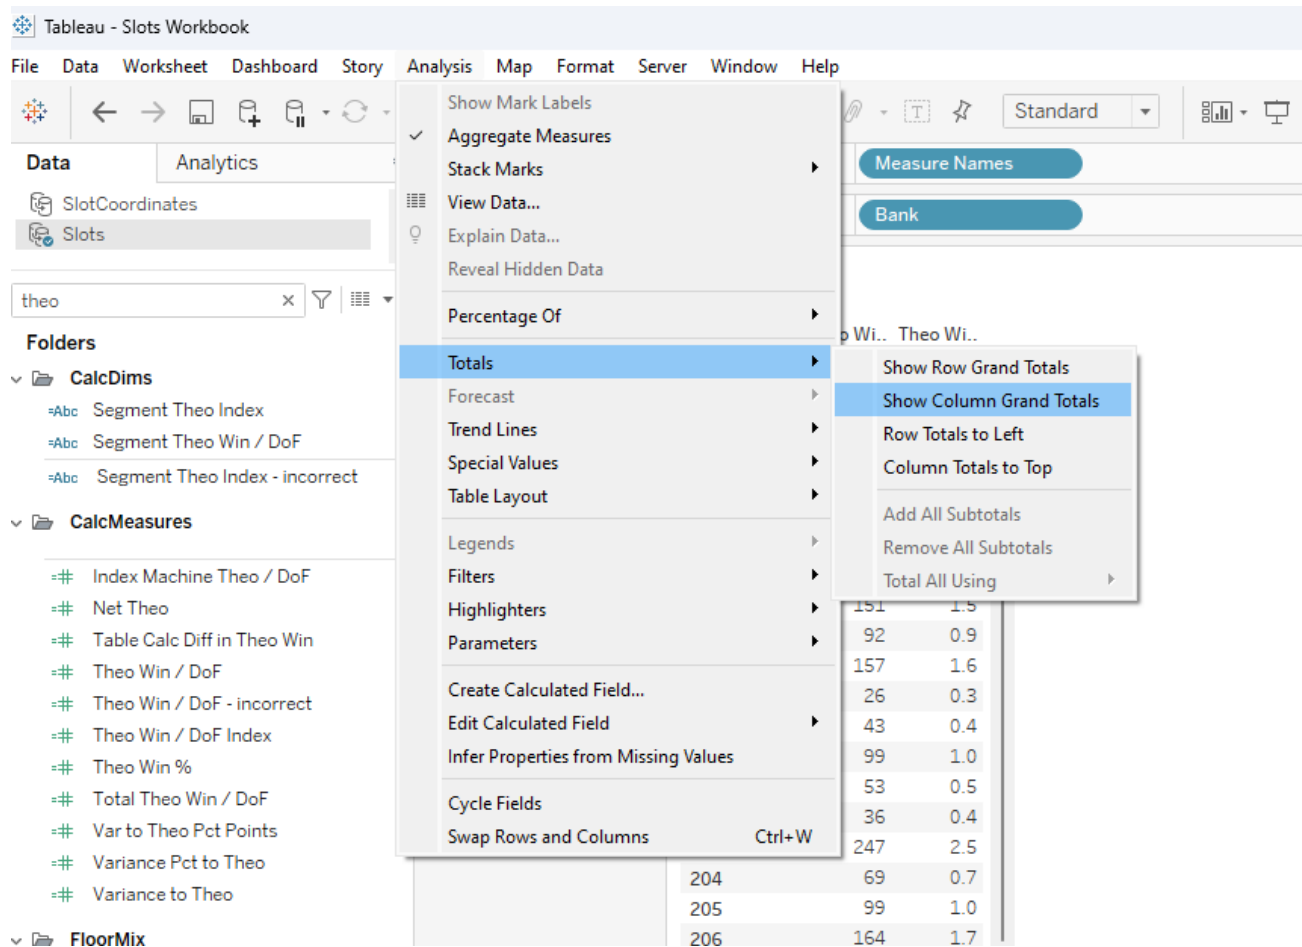 Tableau - Slots Workbook
File Data Worksheet Dashboard Story Analysis Map Format Server Window Help
Standard
Data Analytics
SlotCoordinates
Slots
theo
Folders
CalcDims
Abc Segment Theo Index
Abc Segment Theo Win / DoF
Abc Segment Theo Index - incorrect
CalcMeasures
Index Machine Theo / DoF
Net Theo
Table Calc Diff in Theo Win
Theo Win / DoF
Theo Win / DoF - incorrect
Theo Win / DoF Index
Theo Win %
Total Theo Win / DoF
Var to Theo Pct Points
Variance Pct to Theo
Variance to Theo
FloorMix
Show Mark Labels
Aggregate Measures
Stack Marks
View Data...
Explain Data...
Reveal Hidden Data
Percentage Of
Totals
Forecast
Trend Lines
Special Values
Table Layout
Legends
Filters
Highlighters
Parameters
Create Calculated Field...
Edit Calculated Field
Infer Properties from Missing Values
Cycle Fields
Swap Rows and Columns Ctrl+W
Show Row Grand Totals
Show Column Grand Totals
Row Totals to Left
Column Totals to Top
Add All Subtotals
Remove All Subtotals
Total All Using
Measure Names
Bank
Wi.. Theo Wi..
151 1.5
92 0.9
157 1.6
26 0.3
43 0.4
99 1.0
53 0.5
36 0.4
247 2.5
204 69 0.7
205 99 1.0
206 164 1.7